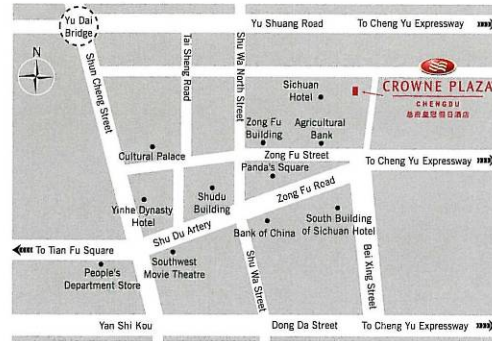 Yu Dai
Bridge
Yu Shuang Road
To Cheng Yu Expressway
N
Shun Cheng Street
Tai Sheng Road
Shu Wa North Street
Sichuan
Hotel
CROWNE PLAZA
CHENGDU
Zong Fu
Building
Agricultural
Bank
Cultural Palace
Zong Fu Street
To Cheng Yu Expressway
Panda's Square
Yinhe Dynasty
Hotel
Shudu
Building
Zong Fu Road
Shu Du Artery
Bank of China
South Building
of Sichuan Hotel
To Tian Fu Square
People's
Department Store
Southwest
Movie Theatre
Shu Wa Street
Bei Xing Street
Yan Shi Kou
Dong Da Street
To Cheng Yu Expressway